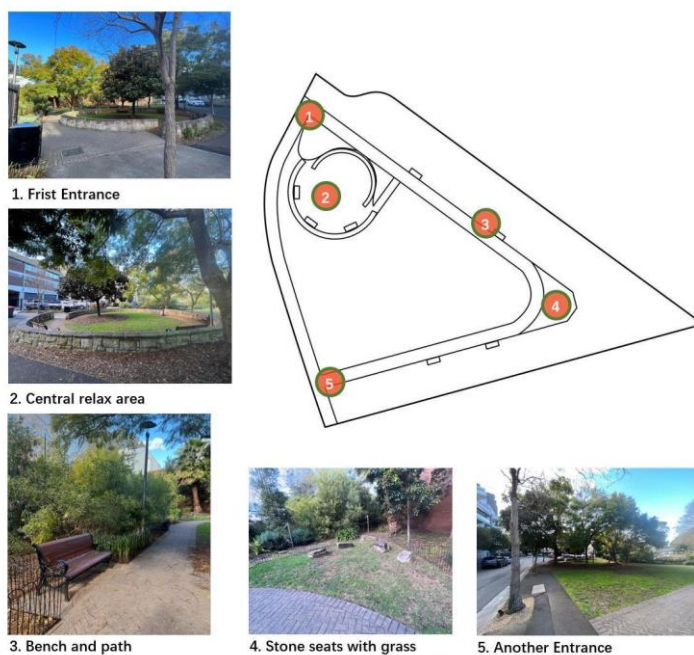 1. Frist Entrance
1
2
3
4
5
2. Central relax area
3. Bench and path
4. Stone seats with grass
5. Another Entrance